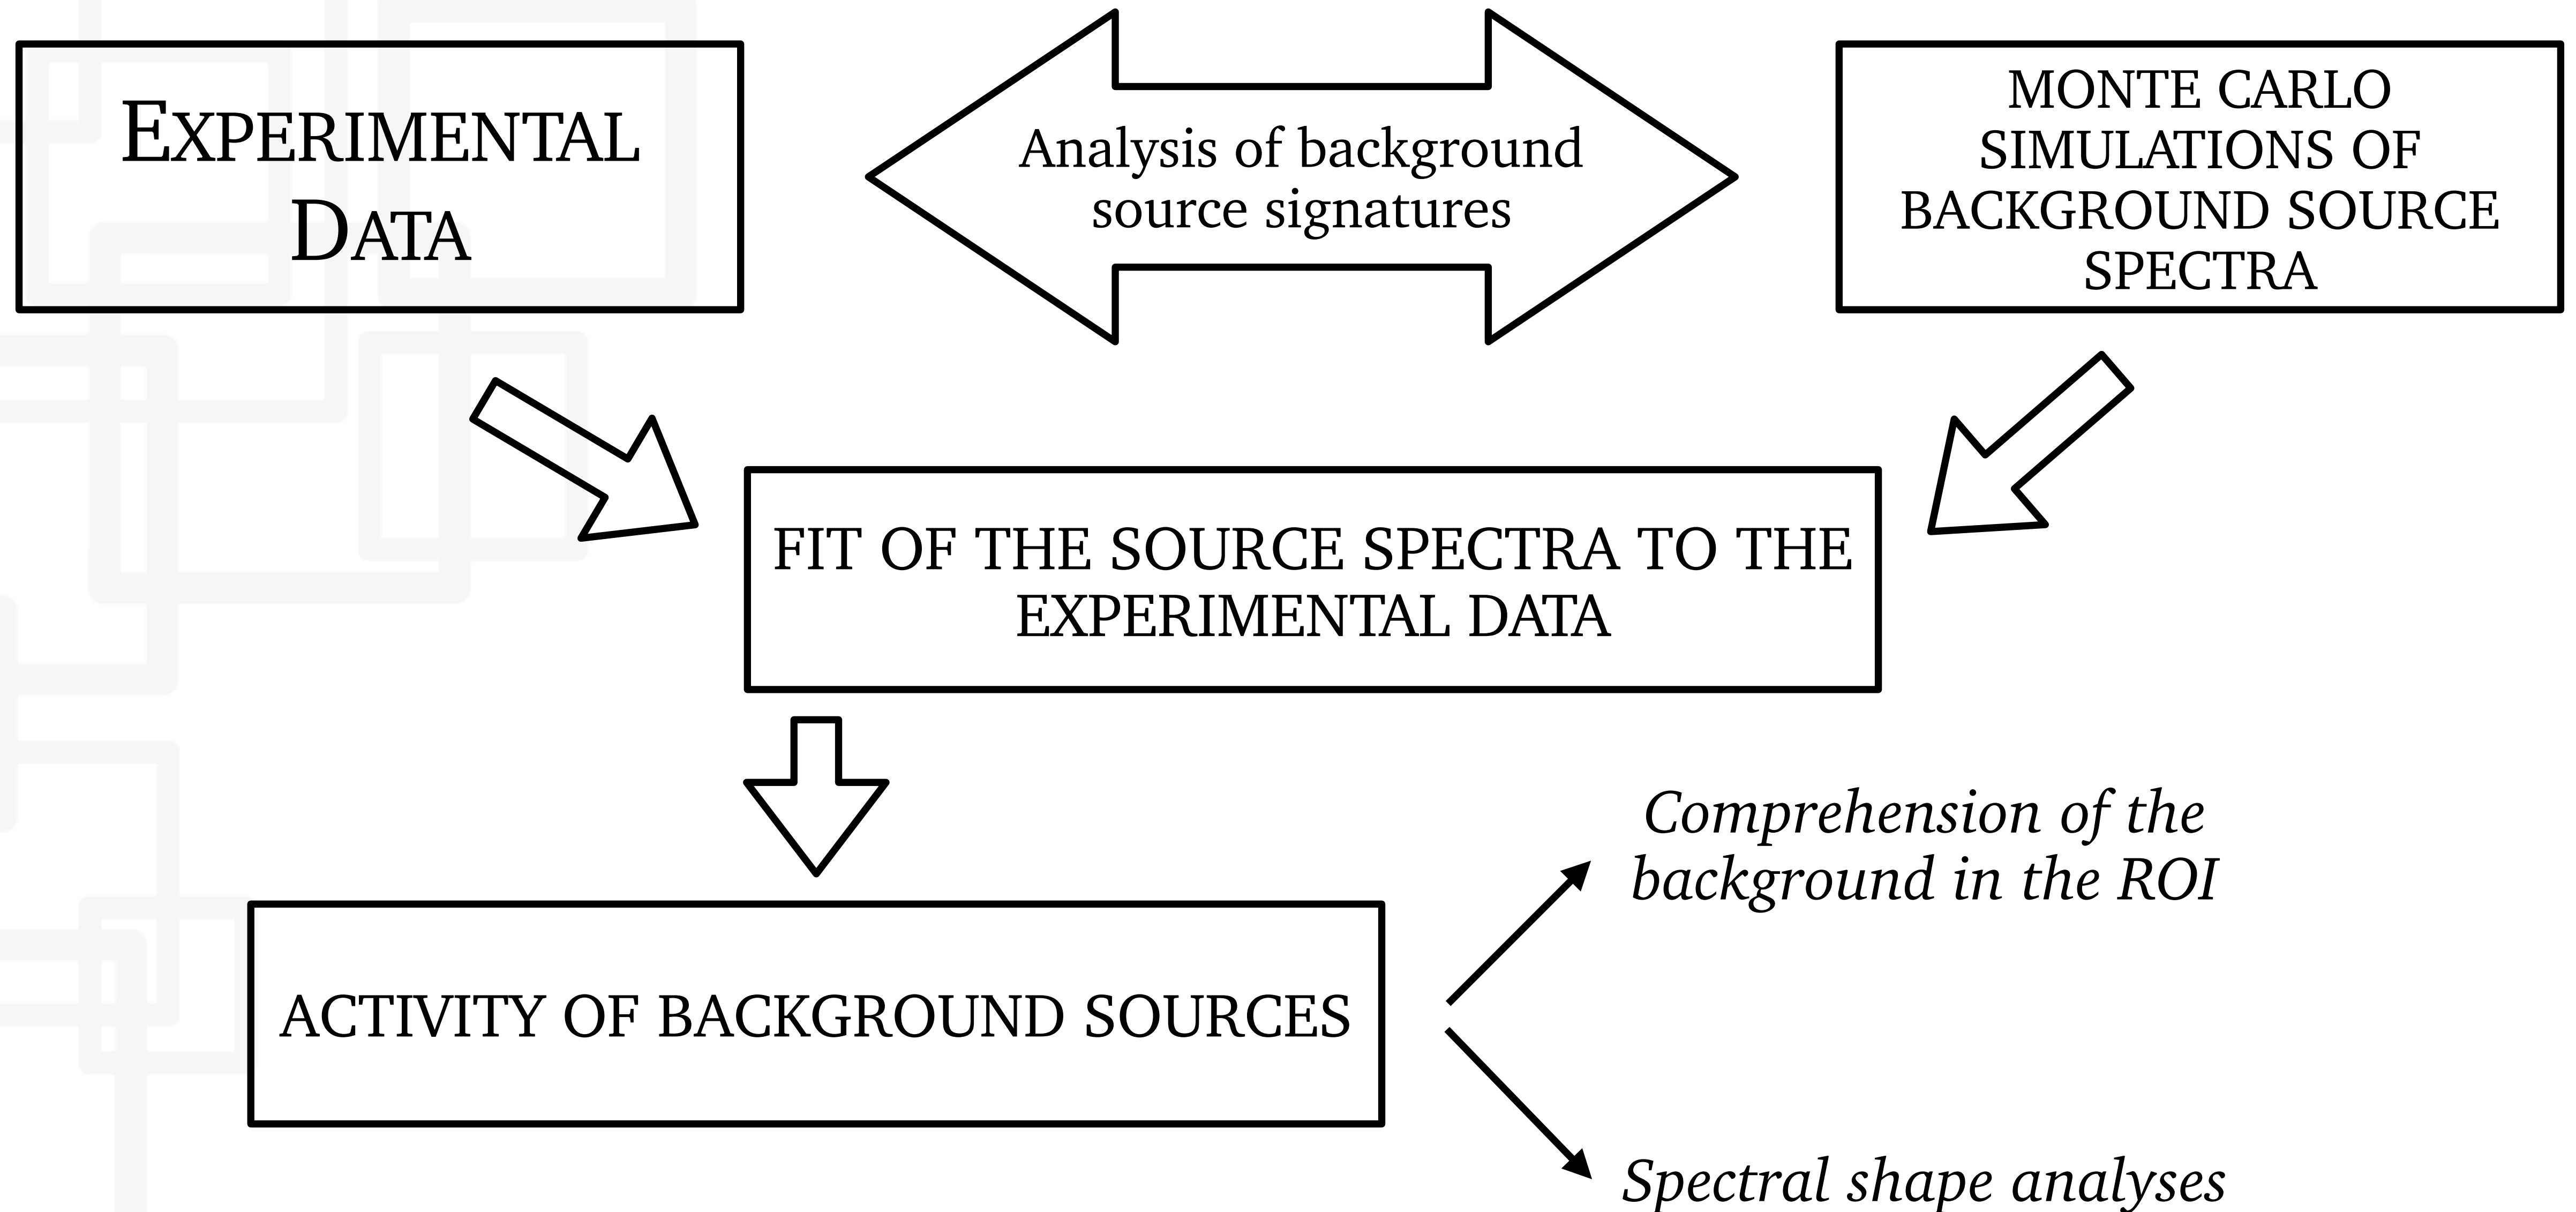 EXPERIMENTAL
DATA
Analysis of background
source signatures
MONTE CARLO
SIMULATIONS OF
BACKGROUND SOURCE
SPECTRA
FIT OF THE SOURCE SPECTRA TO THE
EXPERIMENTAL DATA
ACTIVITY OF BACKGROUND SOURCES
Comprehension of the
background in the ROI
Spectral shape analyses